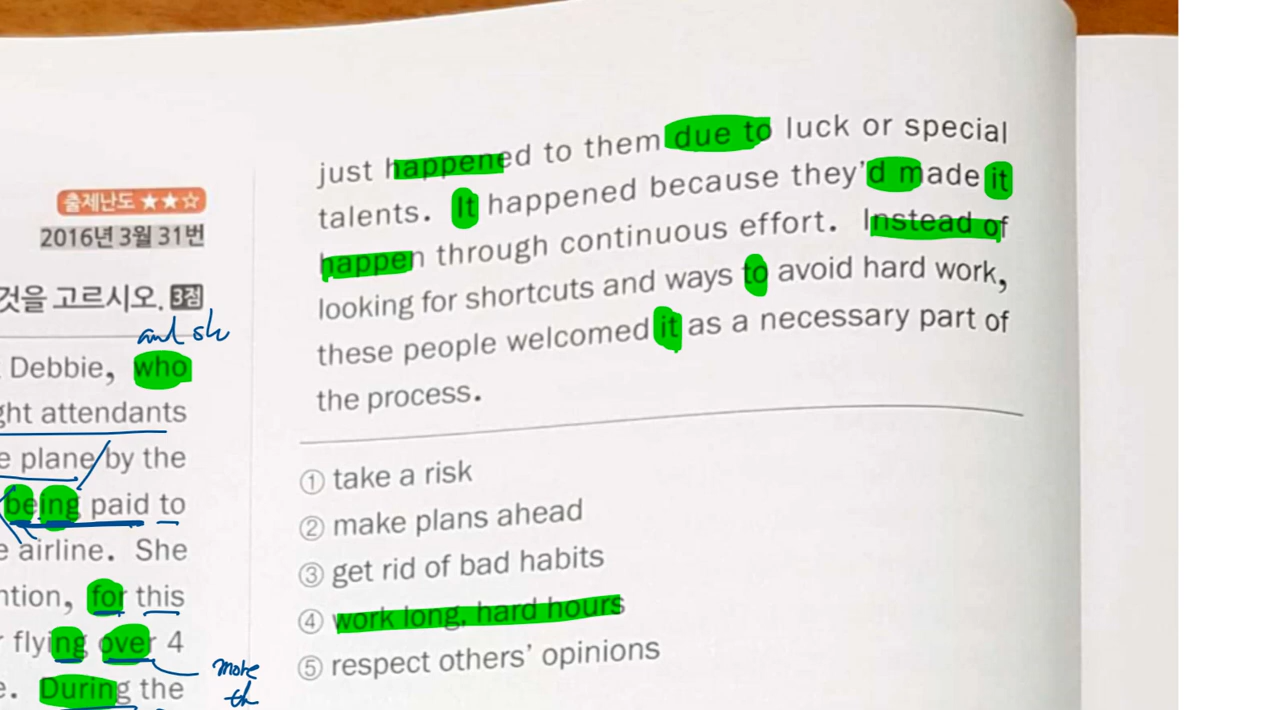 출제난도 ★★☆
2016년 3월 31번
것을 고르시오. 3점
and sh
Debbie, who
ght attendants
e plane/by the
being paid to
e airline. She
ntion, for this
r flying over 4
more
e. During the
th
just happened to them due to luck or special
talents. It happened because they'd made it
happen through continuous effort. Instead of
looking for shortcuts and ways to avoid hard work,
these people welcomed it as a necessary part of
the process.
① take a risk
② make plans ahead
③ get rid of bad habits
④ work long, hard hours
⑤ respect others' opinions